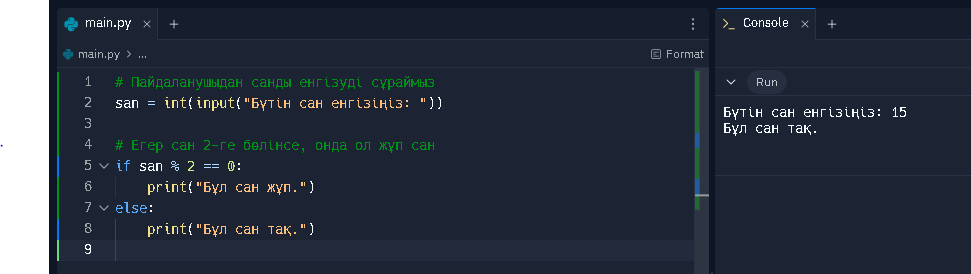 main.py × +
main.py > ...
Format
1 # Пайдаланушыдан санды енгізуді сұраймыз
2 san = int(input("Бүтін сан енгізіңіз: "))
3
4 # Егер сан 2-ге бөлінсе, онда ол жұп сан
5 if san % 2 == 0:
6 print("Бұл сан жұп.")
7 else:
8 print("Бұл сан тақ.")
9
Console × +
Run
Бүтін сан енгізіңіз: 15
Бұл сан тақ.